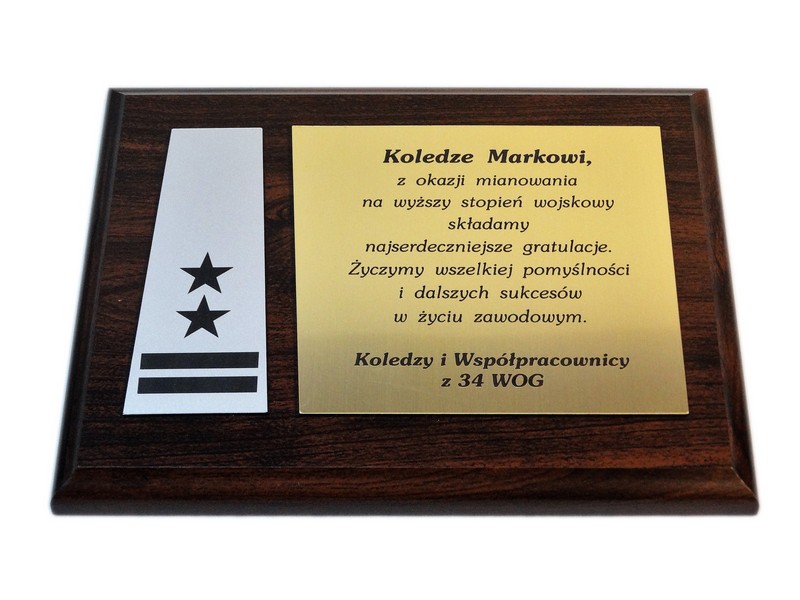 Koledze Markowi,
z okazji mianowania
na wyższy stopień wojskowy
składamy
najserdeczniejsze gratulacje.
Życzymy wszelkiej pomyślności
i dalszych sukcesów
w życiu zawodowym.
Koledzy i Współpracownicy
z 34 WOG